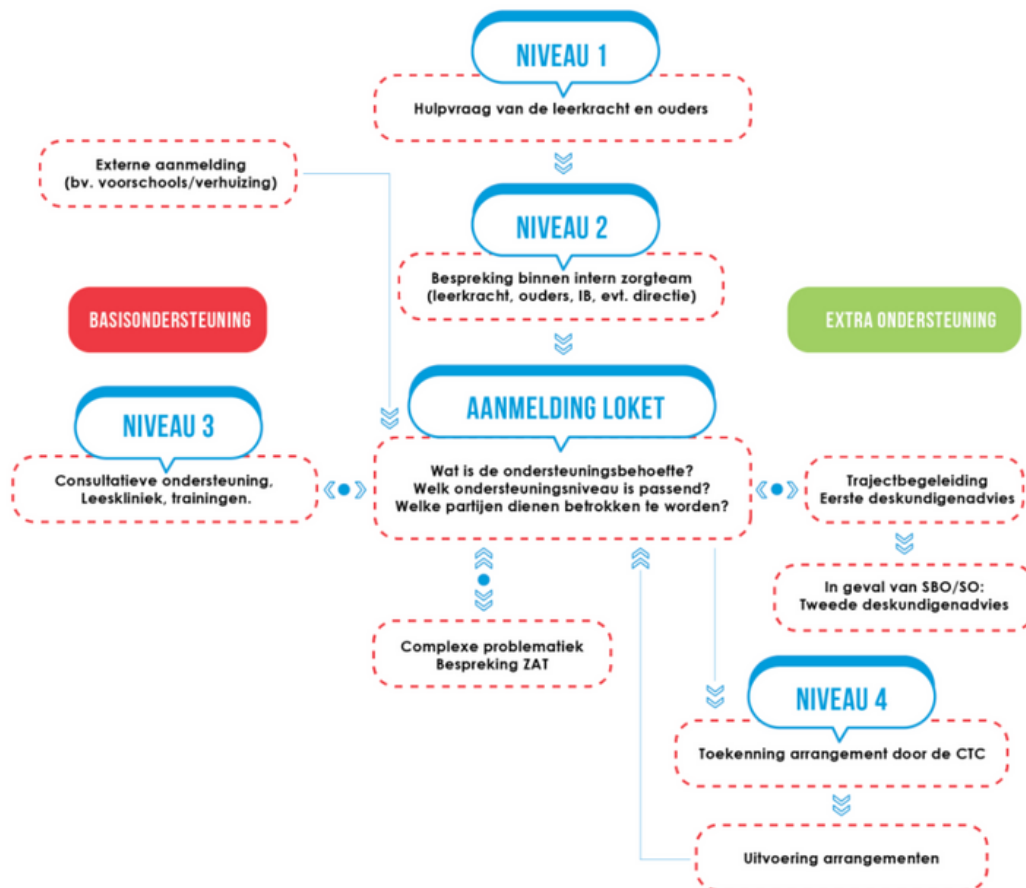 NIVEAU 1
Hulpvraag van de leerkracht en ouders
Externe aanmelding
(bv. voorschools/verhuizing)
NIVEAU 2
Bespreking binnen intern zorgteam
(leerkracht, ouders, IB, evt. directie)
BASISONDERSTEUNING
EXTRA ONDERSTEUNING
NIVEAU 3
Consultatieve ondersteuning,
Leeskliniek, trainingen.
AANMELDING LOKET
Wat is de ondersteuningsbehoefte?
Welk ondersteuningsniveau is passend?
Welke partijen dienen betrokken te worden?
Trajectbegeleiding
Eerste deskundigenadvies
In geval van SBO/SO:
Tweede deskundigenadvies
Complexe problematiek
Bespreking ZAT
NIVEAU 4
Toekenning arrangement door de CTC
Uitvoering arrangementen